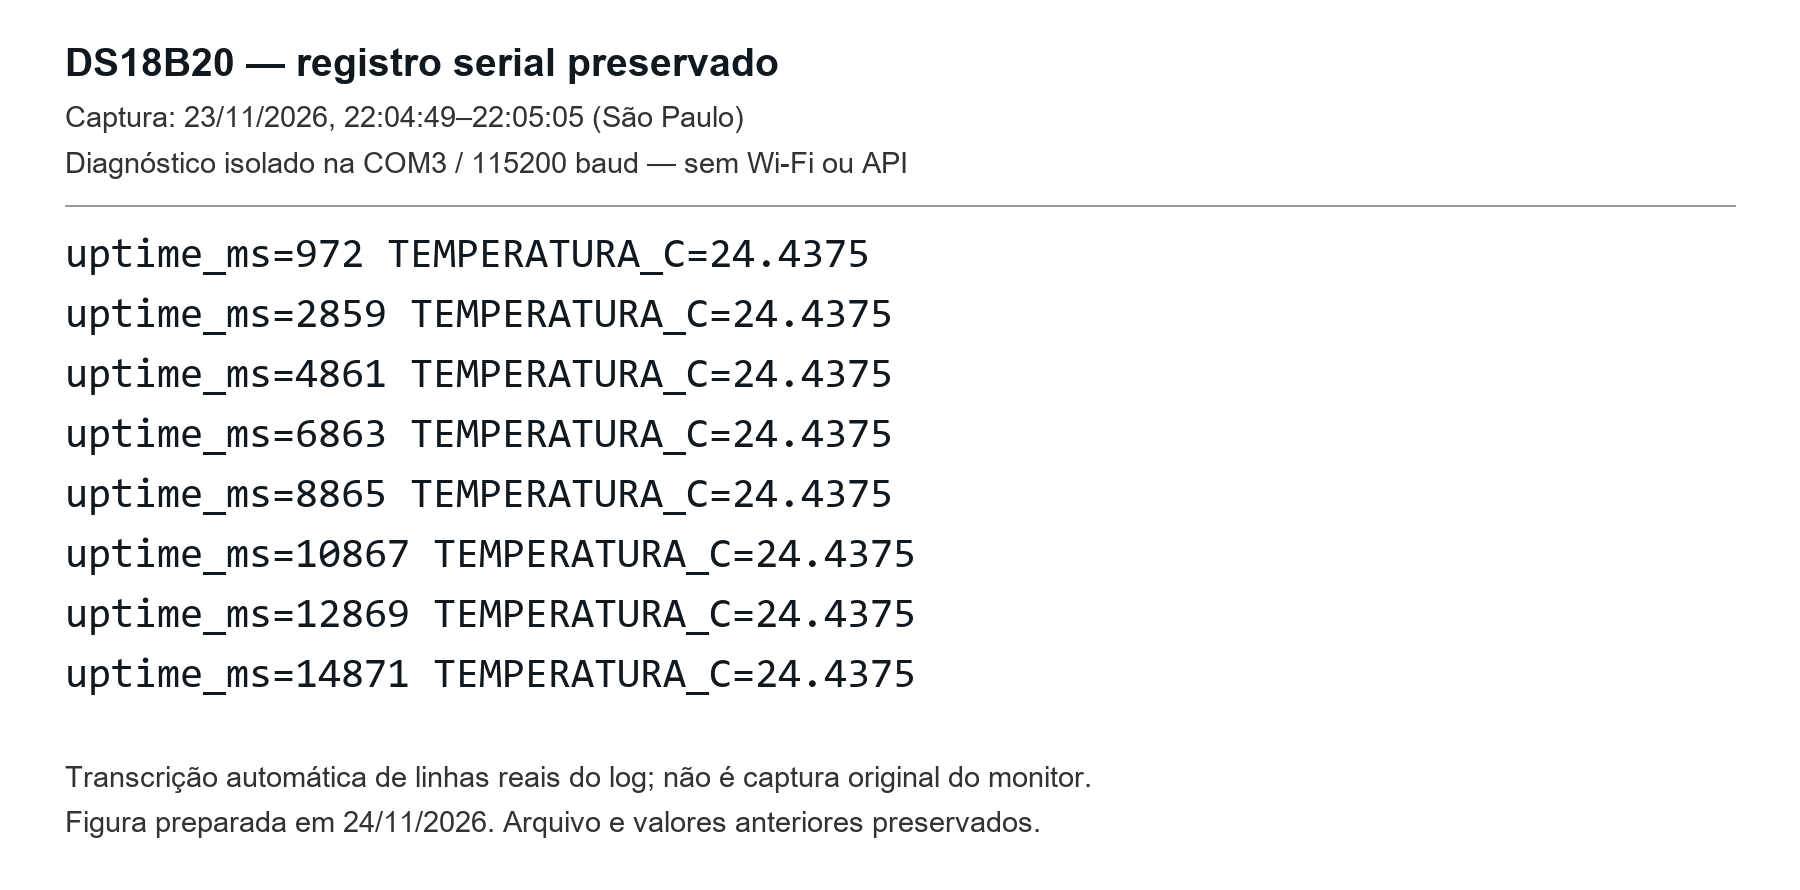 DS18B20 — registro serial preservado
Captura: 23/11/2026, 22:04:49–22:05:05 (São Paulo)
Diagnóstico isolado na COM3 / 115200 baud — sem Wi-Fi ou API
uptime_ms=972 TEMPERATURA_C=24.4375
uptime_ms=2859 TEMPERATURA_C=24.4375
uptime_ms=4861 TEMPERATURA_C=24.4375
uptime_ms=6863 TEMPERATURA_C=24.4375
uptime_ms=8865 TEMPERATURA_C=24.4375
uptime_ms=10867 TEMPERATURA_C=24.4375
uptime_ms=12869 TEMPERATURA_C=24.4375
uptime_ms=14871 TEMPERATURA_C=24.4375
Transcrição automática de linhas reais do log; não é captura original do monitor.
Figura preparada em 24/11/2026. Arquivo e valores anteriores preservados.